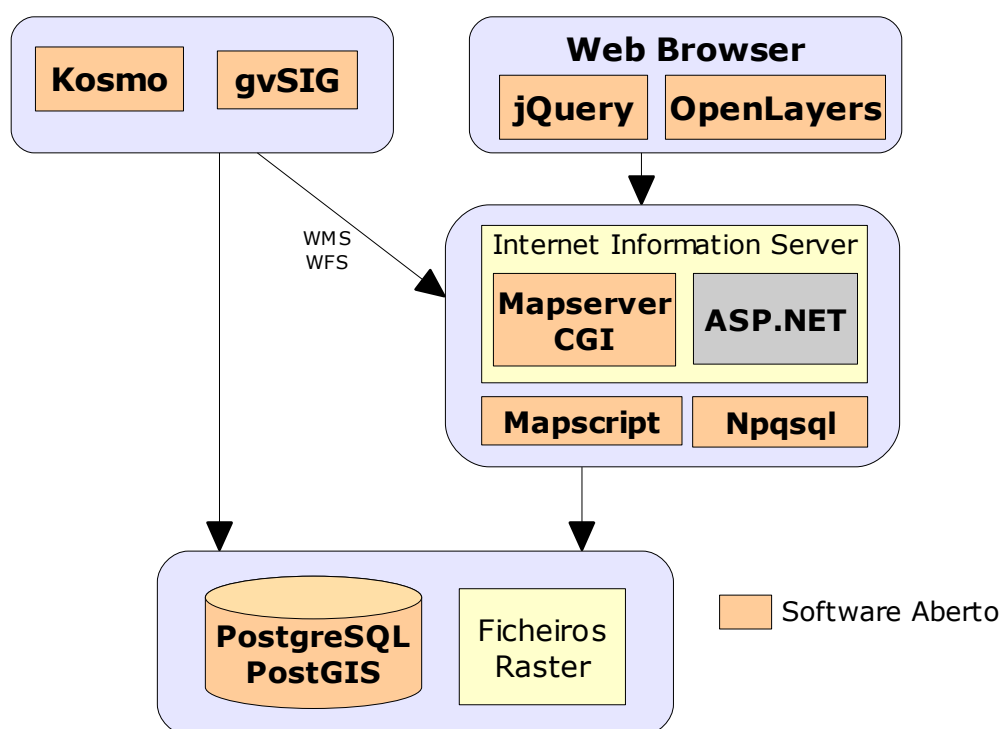 Kosmo
gvSIG
Web Browser
jQuery
OpenLayers
WMS
WFS
Internet Information Server
Mapserver
CGI
ASP.NET
Mapscript
Npqsql
PostgreSQL
PostGIS
Ficheiros
Raster
Software Aberto